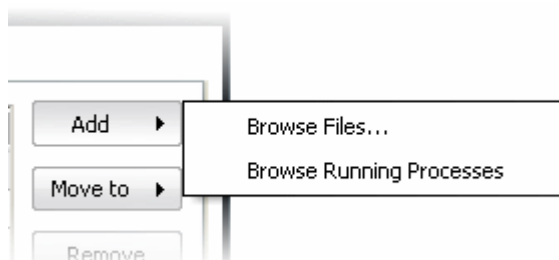 Add
Browse Files...
Browse Running Processes
Move to
Remove